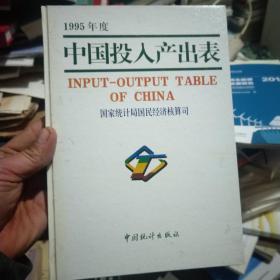 1995年度
中国投入产出表
INPUT-OUTPUT TABLE
OF CHINA
国家统计局国民经济核算司
中国统计出版社
201